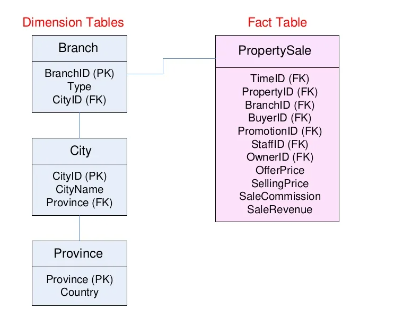 Dimension Tables
Fact Table
Branch
BranchID (PK)
Type
CityID (FK)
City
CityID (PK)
CityName
Province (FK)
Province
Province (PK)
Country
PropertySale
TimeID (FK)
PropertyID (FK)
BranchID (FK)
BuyerID (FK)
PromotionID (FK)
StaffID (FK)
OwnerID (FK)
OfferPrice
SellingPrice
SaleCommission
SaleRevenue